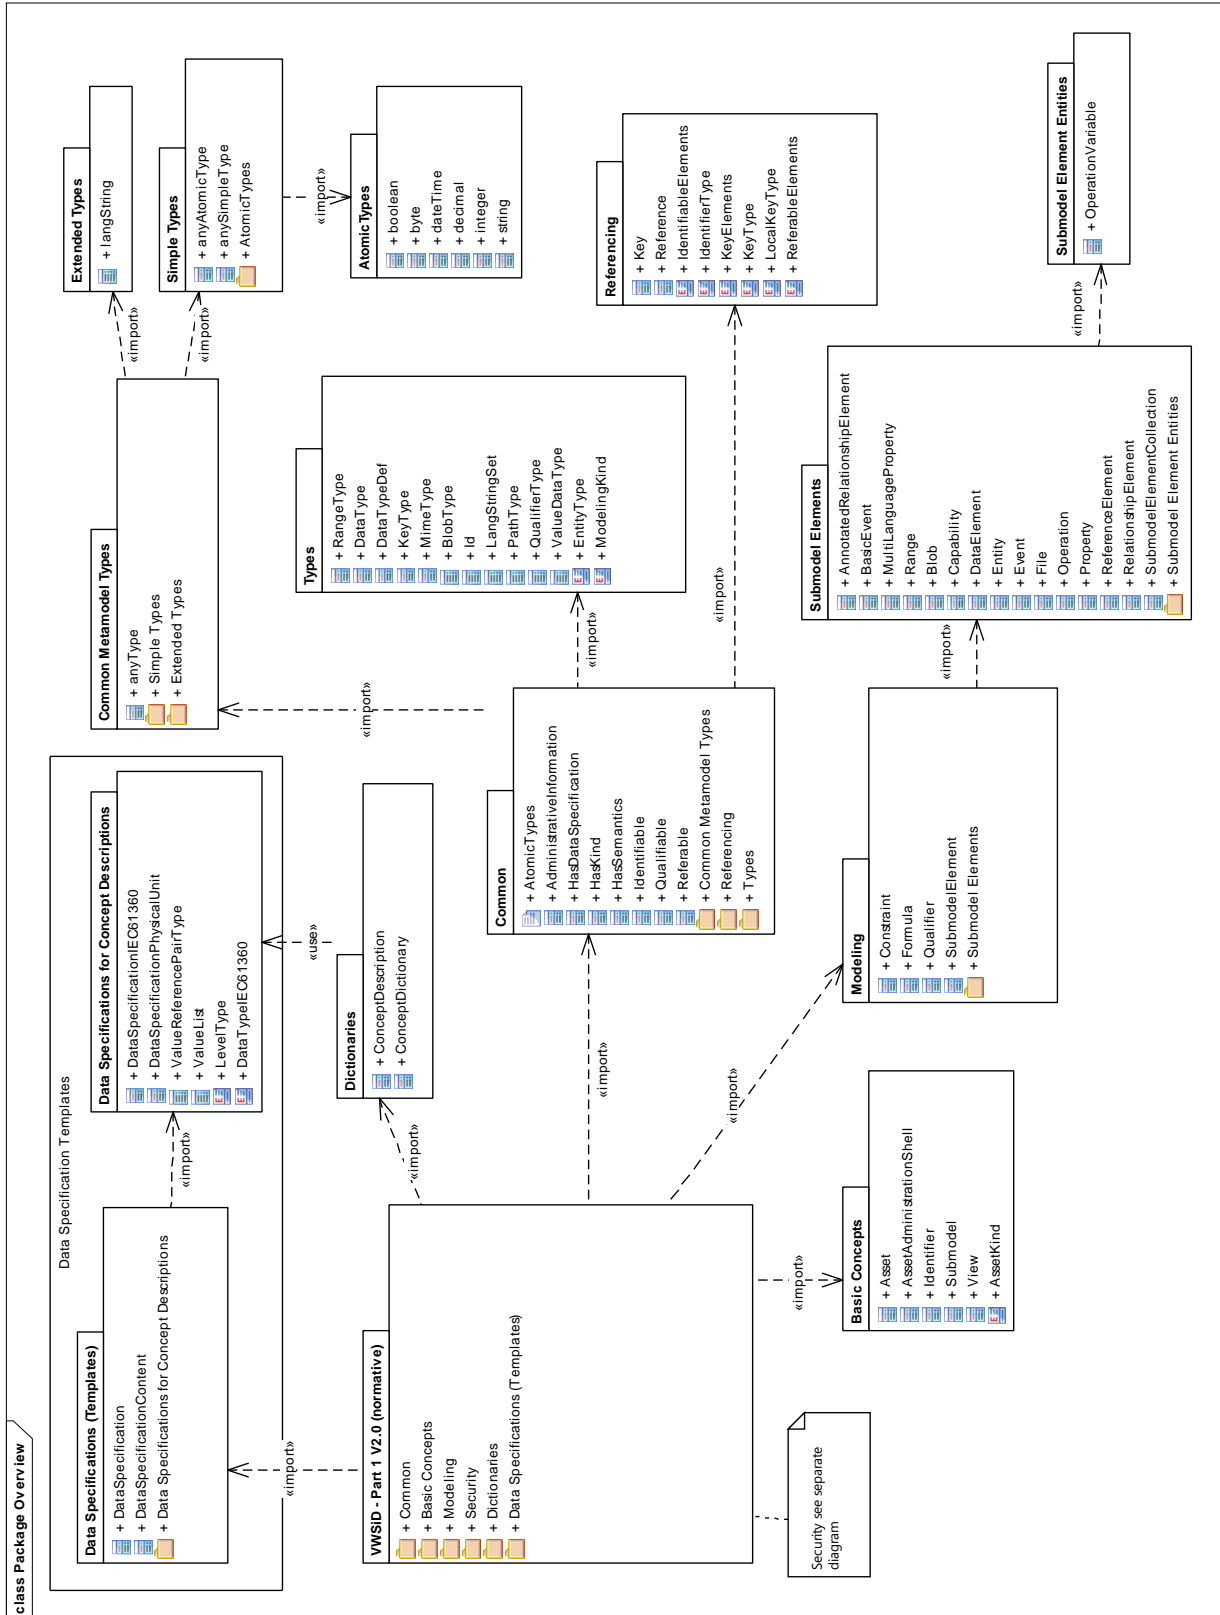 class Package Overview
Data Specification Templates
Data Specifications (Templates)
+ DataSpecification
+ DataSpecificationContent
+ Data Specifications for Concept Descriptions
«import»
Data Specifications for Concept Descriptions
+ DataSpecificationIEC61360
+ DataSpecificationPhysicalUnit
+ ValueReferencePairType
+ ValueList
+ LevelType
+ DataTypeIEC61360
Common Metamodel Types
+ anyType
+ Simple Types
+ Extended Types
«import»
«import»
Extended Types
+ langString
Simple Types
+ anyAtomicType
+ anySimpleType
+ AtomicTypes
«import»
AtomicTypes
+ boolean
+ byte
+ dateTime
+ decimal
+ integer
+ string
«import»
«use»
«import»
VWSiD - Part 1 V2.0 (normative)
+ Common
+ Basic Concepts
+ Modeling
+ Security
+ Dictionaries
+ Data Specifications (Templates)
«import»
Dictionaries
+ ConceptDescription
+ ConceptDictionary
Types
+ RangeType
+ DataType
+ DataTypeDef
+ KeyType
+ MimeType
+ BlobType
+ Id
+ LangStringSet
+ PathType
+ QualifierType
+ ValueDataType
+ EntityType
+ ModelingKind
«import»
Common
+ AtomicTypes
+ AdministrativeInformation
+ HasDataSpecification
+ HasKind
+ HasSemantics
+ Identifiable
+ Qualifiable
+ Referable
+ Common Metamodel Types
+ Referencing
+ Types
«import»
Referencing
+ Key
+ Reference
+ IdentifiableElements
+ IdentifierType
+ KeyElements
+ KeyType
+ LocalKeyType
+ ReferableElements
«import»
«import»
«import»
Security see separate
diagram
Basic Concepts
+ Asset
+ AssetAdministrationShell
+ Identifier
+ Submodel
+ View
+ AssetKind
Modeling
+ Constraint
+ Formula
+ Qualifier
+ SubmodelElement
+ Submodel Elements
«import»
Submodel Elements
+ AnnotatedRelationshipElement
+ BasicEvent
+ MultiLanguageProperty
+ Range
+ Blob
+ Capability
+ DataElement
+ Entity
+ Event
+ File
+ Operation
+ Property
+ ReferenceElement
+ RelationshipElement
+ SubmodelElementCollection
+ Submodel Element Entities
«import»
Submodel Element Entities
+ OperationVariable